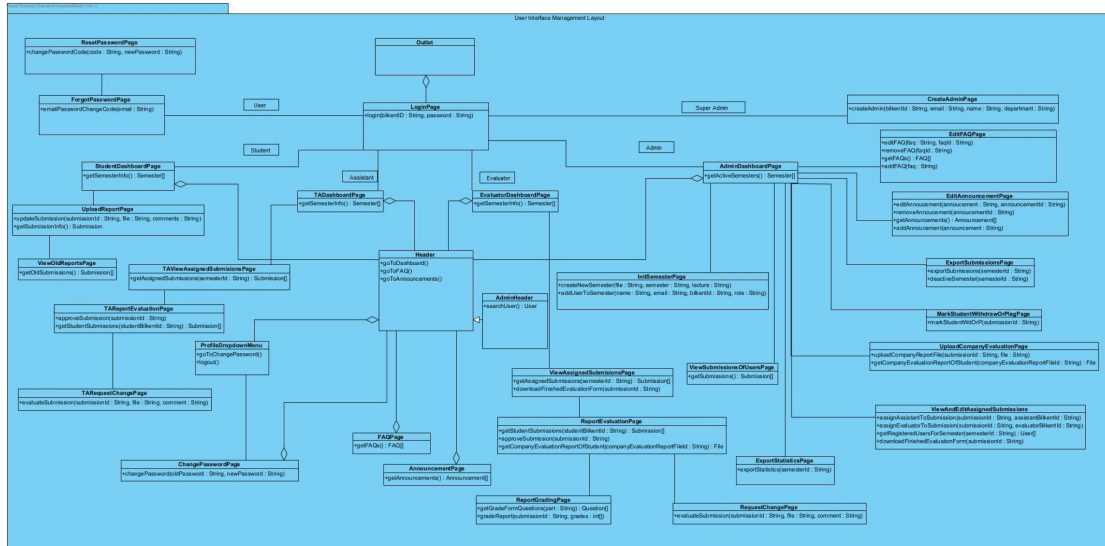 User Interface Management Layout
ResetPasswordPage
+changePasswordCode(code : String, newPassword : String)
Outlet
ForgotPasswordPage
+emailPasswordChangeCode(email : String)
User
LoginPage
+login(bilkentID : String, password : String)
Super Admin
CreateAdminPage
+createAdmin(bilkentId : String, email : String, name : String, department : String)
Student
Admin
EditFAQPage
+editFAQ(faq : String, faqId : String)
+removeFAQ(faqId : String)
+getFAQs() : FAQ[]
+addFAQ(faq : String)
StudentDashboardPage
+getSemesterInfo() : Semester[]
Assistant
Evaluator
AdminDashboardPage
+getActiveSemesters() : Semester[]
TADashboardPage
+getSemesterInfo() : Semester[]
EvaluatorDashboardPage
+getSemesterInfo() : Semester[]
EditAnnouncementPage
+editAnnoucement(annoucement : String, announcementId : String)
+removeAnnoucement(annoucementId : String)
+getAnnoucements() : Announcement[]
+addAnnoucement(announcement : String)
UploadReportPage
+updateSubmission(submissionId : String, file : String, comments : String)
+getSubmissionInfo() : Submission
ViewOldReportsPage
+getOldSubmissions() : Submission[]
TAViewAssignedSubmisionsPage
+getAssignedSubmissions(semesterId : String) : Submission[]
Header
+goToDashboard()
+goToFAQ()
+goToAnnouncements()
ExportSubmissionsPage
+exportSubmissions(semesterId : String)
+deactiveSemester(semesterId : String)
InitSemesterPage
+createNewSemester(file : String, semester : String, lecture : String)
+addUserToSemester(name : String, email : String, bilkentId : String, role : String)
AdminHeader
+searchUser() : User
TAReportEvaluationPage
+approveSubmission(submissionId : String)
+getStudentSubmissions(studentBilkentId : String) : Submission[]
MarkStudentWithdrawOrPlagPage
+markStudentWdOrP(submissionId : String)
ProfileDropdownMenu
+goToChangePassword()
+logout()
UploadCompanyEvaluationPage
+uploadCompanyReportFile(submissionId : String, file : String)
+getCompanyEvaluationReportOfStudent(companyEvaluationReportFileId : String) : File
ViewAssignedSubmisionsPage
+getAssignedSubmissions(semesterId : String) : Submission[]
+downloadFinishedEvaluationForm(submissionId : String)
ViewSubmissionsOfUsersPage
+getSubmissions() : Submission[]
TARequestChangePage
+evaluateSubmission(submissionId : String, file : String, comment : String)
ViewAndEditAssignedSubmissions
+assignAssistantToSubmission(submissionId : String, assistantBilkentId : String)
+assignEvaluatorToSubmission(submissionId : String, evaluatorBilkentId : String)
+getRegisteredUsersForSemester(semesterId : String) : User[]
+downloadFinishedEvaluationForm(submissionId : String)
ReportEvaluationPage
+getStudentSubmissions(studentBilkentId : String) : Submission[]
+approveSubmission(submissionId : String)
+getCompanyEvaluationReportOfStudent(companyEvaluationReportFileId : String) : File
FAQPage
+getFAQs() : FAQ[]
ChangePasswordPage
+changePassword(oldPassword : String, newPassword : String)
AnnouncementPage
+getAnnouncements() : Announcement[]
ExportStatisticsPage
+exportStatistics(semesterId : String)
ReportGradingPage
+getGradeFormQuestions(part : String) : Question[]
+gradeReport(submissionId : String, grades : int[])
RequestChangePage
+evaluateSubmission(submissionId : String, file : String, comment : String)